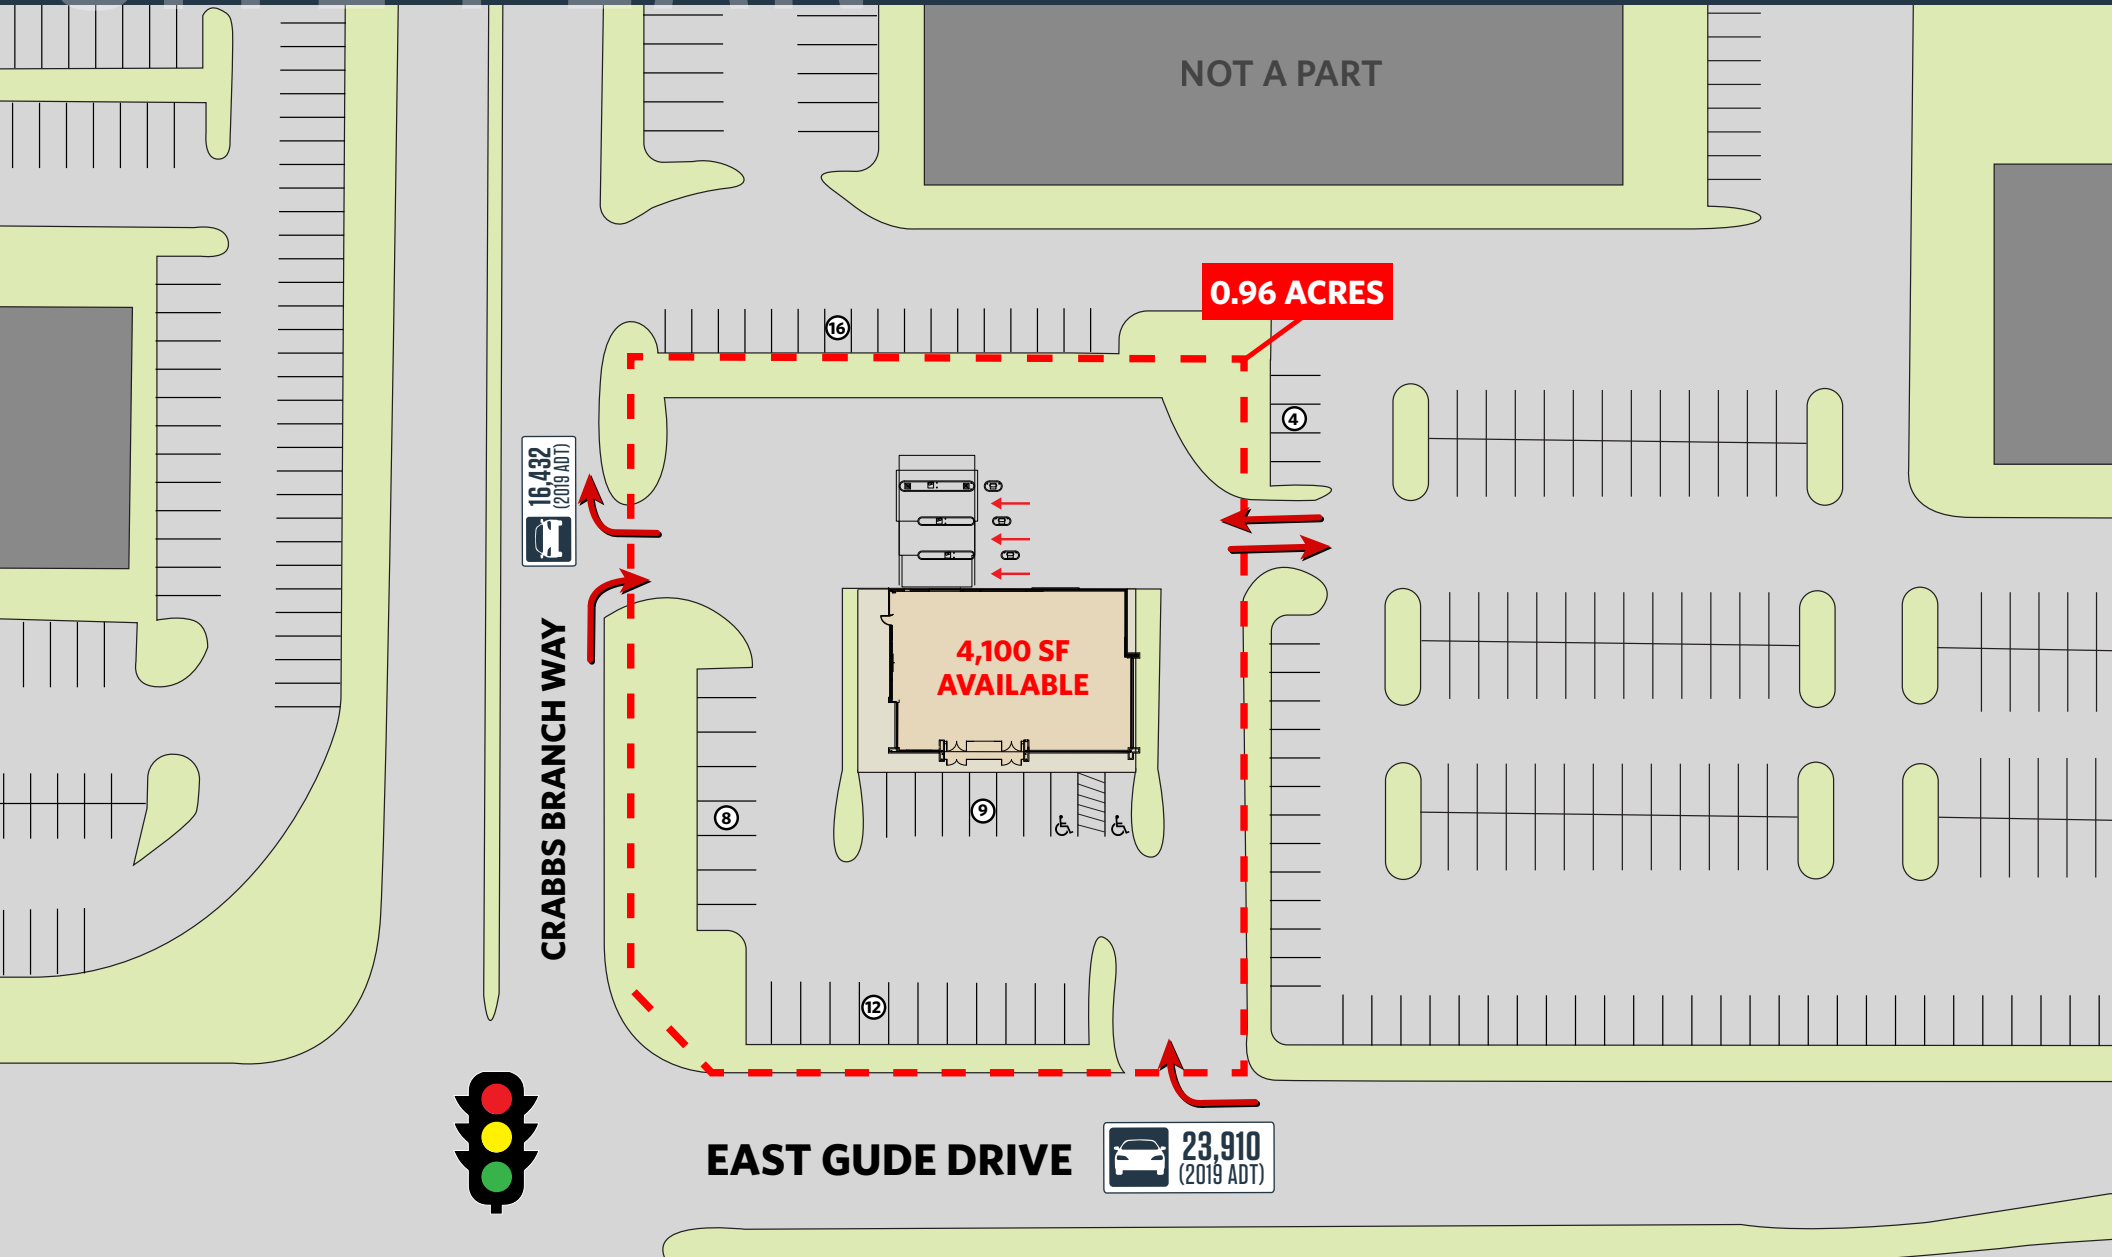 NOT A PART
0.96 ACRES
16
4
16,432
(2019 ADT)
4,100 SF
AVAILABLE
CRABBS BRANCH WAY
8
9
12
EAST GUDE DRIVE
23,910
(2019 ADT)